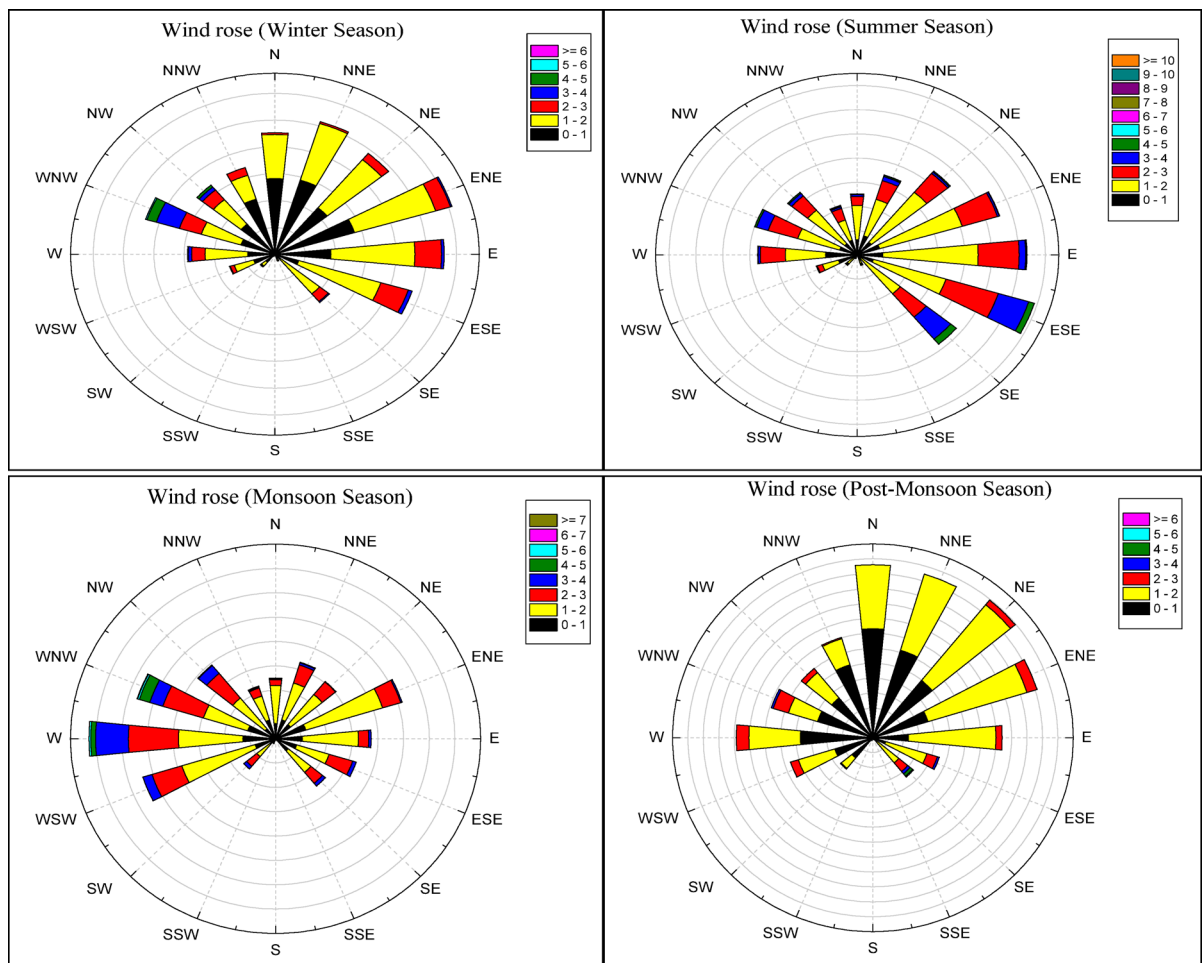 Wind rose (Winter Season)
N
NNE
NE
ENE
E
ESE
SE
SSE
S
SSW
SW
WSW
W
WNW
NW
NNW
>= 6
5 - 6
4 - 5
3 - 4
2 - 3
1 - 2
0 - 1
Wind rose (Summer Season)
N
NNE
NE
ENE
E
ESE
SE
SSE
S
SSW
SW
WSW
W
WNW
NW
NNW
>= 10
9 - 10
8 - 9
7 - 8
6 - 7
5 - 6
4 - 5
3 - 4
2 - 3
1 - 2
0 - 1
Wind rose (Monsoon Season)
N
NNE
NE
ENE
E
ESE
SE
SSE
S
SSW
SW
WSW
W
WNW
NW
NNW
>= 7
6 - 7
5 - 6
4 - 5
3 - 4
2 - 3
1 - 2
0 - 1
Wind rose (Post-Monsoon Season)
N
NNE
NE
ENE
E
ESE
SE
SSE
S
SSW
SW
WSW
W
WNW
NW
NNW
>= 6
5 - 6
4 - 5
3 - 4
2 - 3
1 - 2
0 - 1